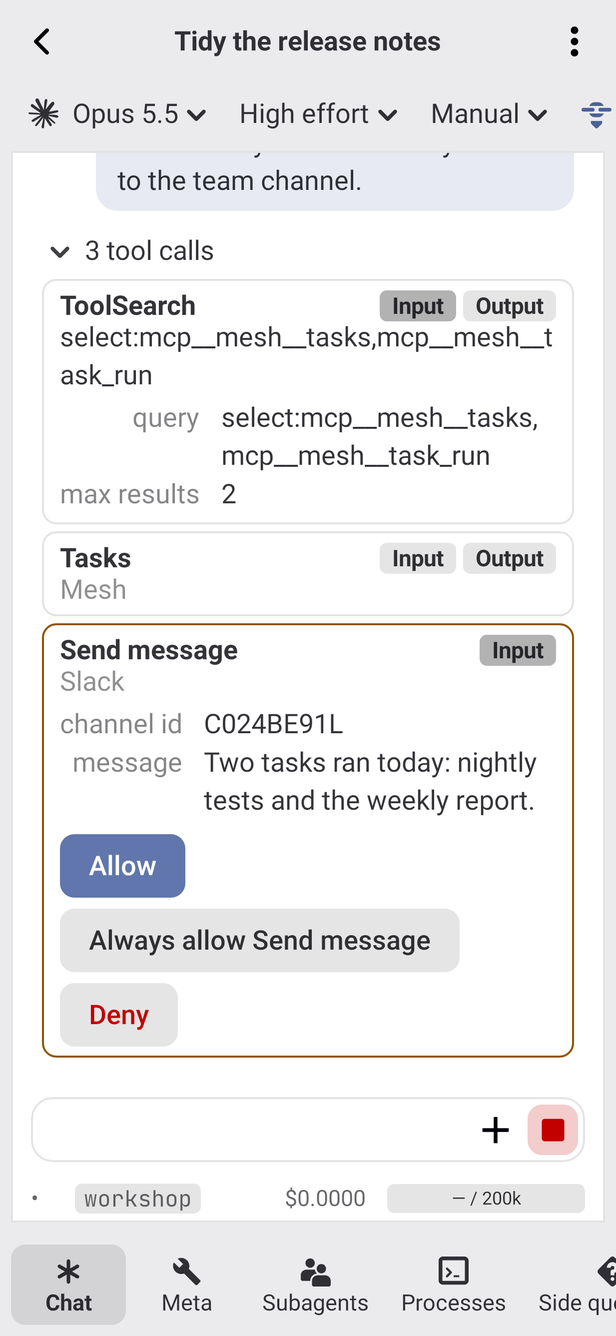 Tidy the release notes
Opus 5.5 High effort Manual
to the team channel.
3 tool calls
ToolSearch Input Output
select:mcp__mesh__tasks,mcp__mesh__t
ask_run
query select:mcp__mesh__tasks,
mcp__mesh__task_run
max results 2
Tasks Input Output
Mesh
Send message Input
Slack
channel id C024BE91L
message Two tasks ran today: nightly
tests and the weekly report.
Allow
Always allow Send message
Deny
workshop $0.0000 – / 200k
Chat Meta Subagents Processes Side qu